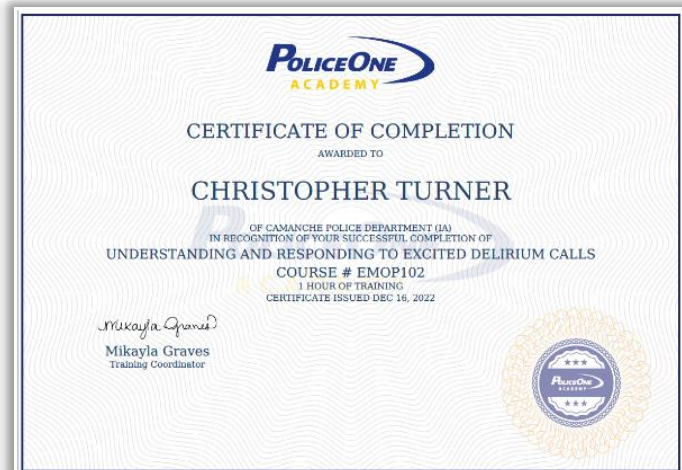 POLICEONE
ACADEMY
CERTIFICATE OF COMPLETION
AWARDED TO
CHRISTOPHER TURNER
OF CAMANCHE POLICE DEPARTMENT (IA)
IN RECOGNITION OF YOUR SUCCESSFUL COMPLETION OF
UNDERSTANDING AND RESPONDING TO EXCITED DELIRIUM CALLS
COURSE # EMOP102
1 HOUR OF TRAINING
CERTIFICATE ISSUED DEC 16, 2022
Mikayla Graves
Mikayla Graves
Training Coordinator
POLICEONE
ACADEMY